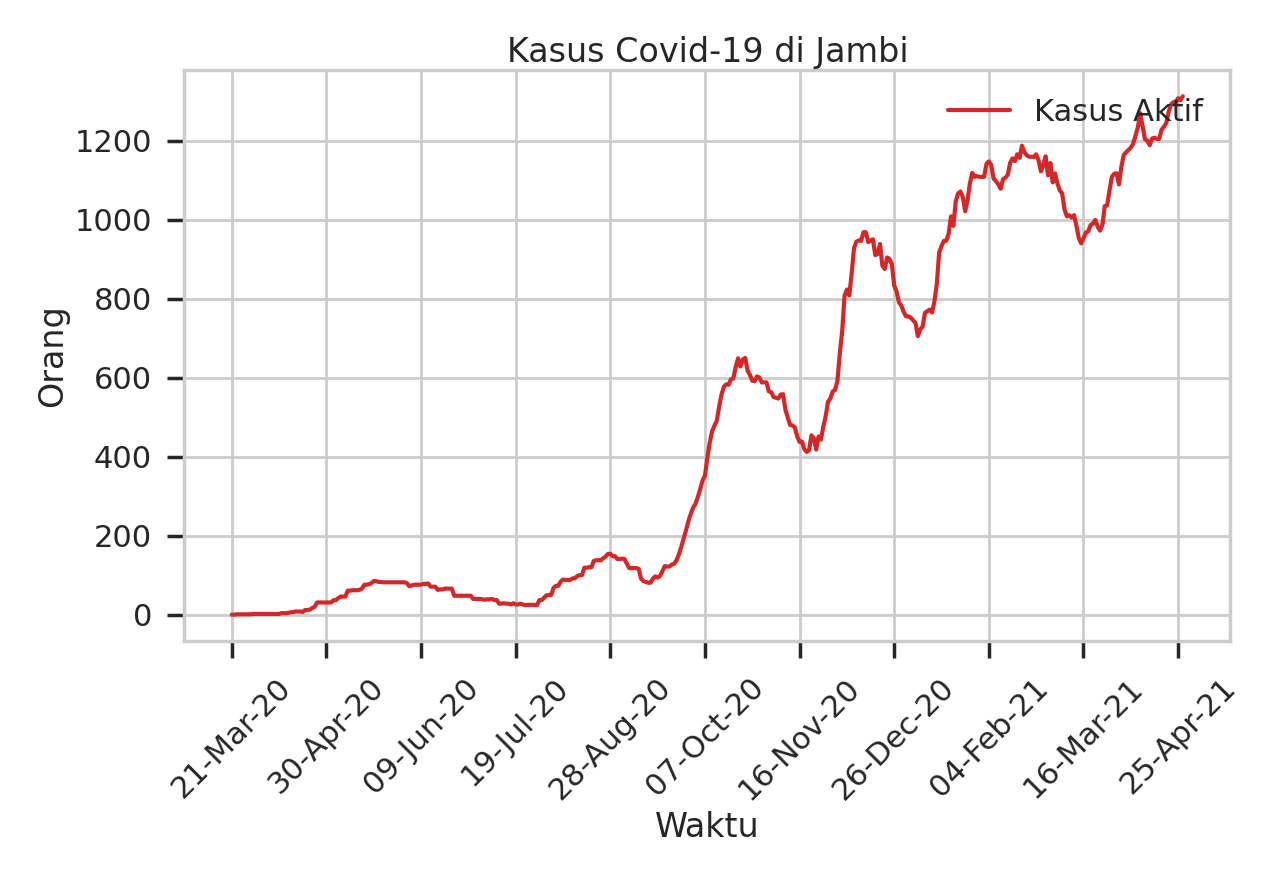 Kasus Covid-19 di Jambi
Kasus Aktif
Orang
1200
1000
800
600
400
200
0
21-Mar-20
30-Apr-20
09-Jun-20
19-Jul-20
28-Aug-20
07-Oct-20
16-Nov-20
26-Dec-20
04-Feb-21
16-Mar-21
25-Apr-21
Waktu